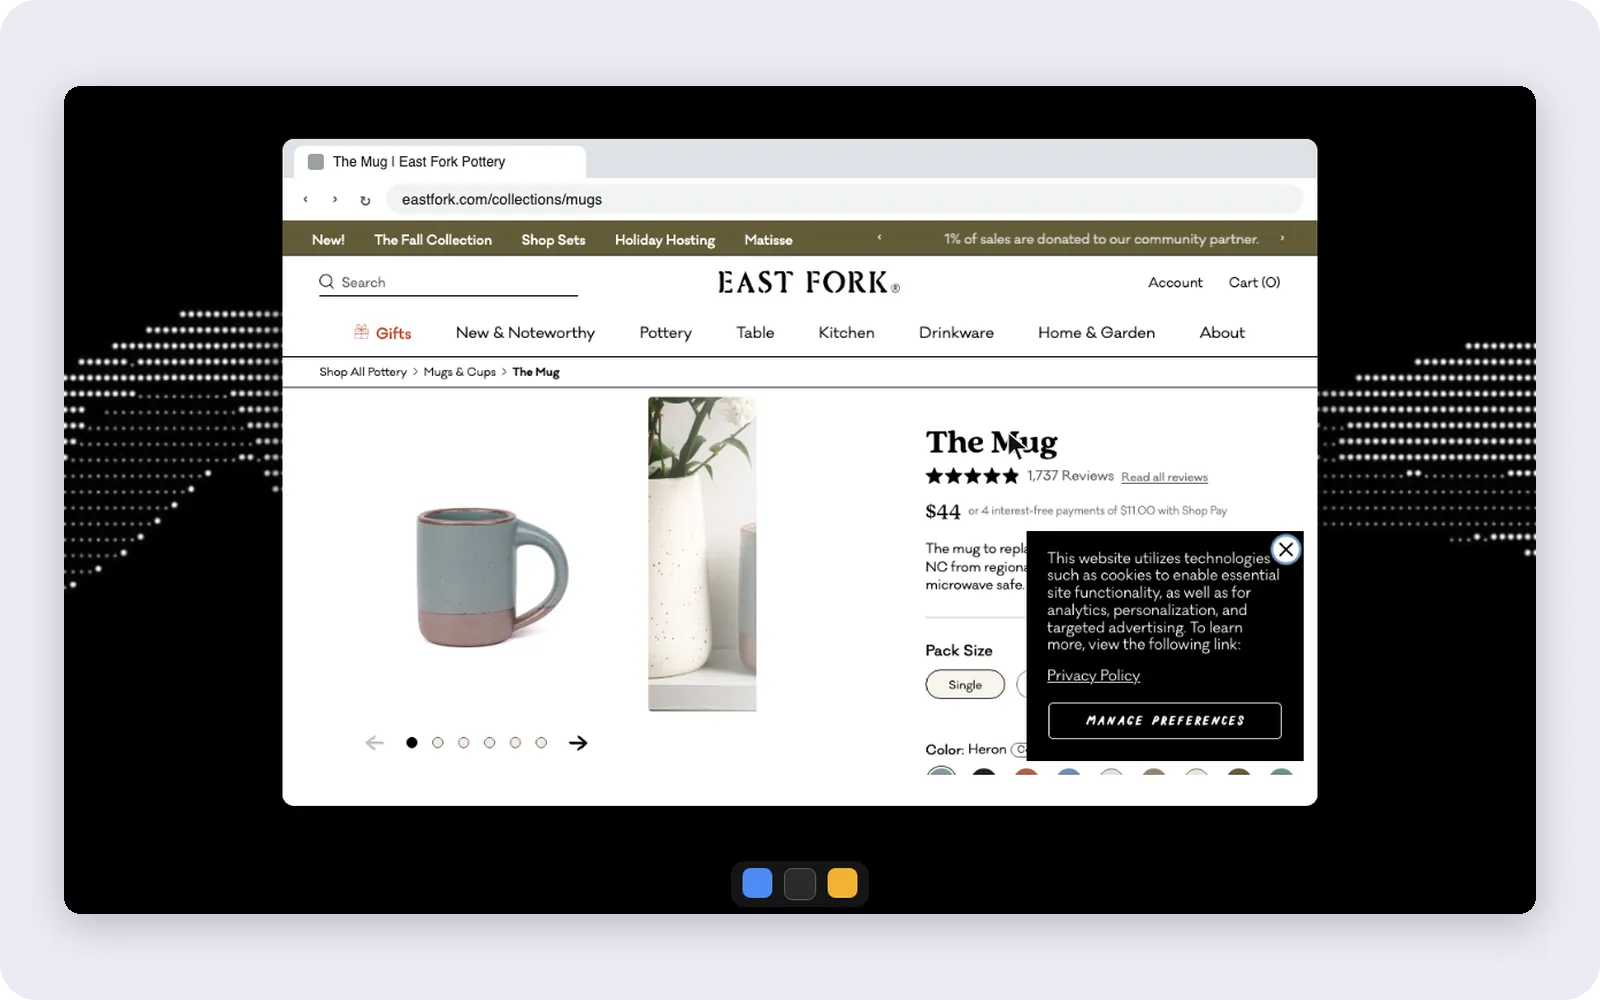 The Mug | East Fork Pottery
eastfork.com/collections/mugs
New! The Fall Collection Shop Sets Holiday Hosting Matisse 1% of sales are donated to our community partner.
Search EAST FORK® Account Cart (0)
Gifts New & Noteworthy Pottery Table Kitchen Drinkware Home & Garden About
Shop All Pottery > Mugs & Cups > The Mug
The Mug
1,737 Reviews Read all reviews
$44 or 4 interest-free payments of $11.00 with Shop Pay
The mug to
NC from
microwave safe.
Pack Size
Single
Color: Heron
This website utilizes technologies
such as cookies to enable essential
site functionality, as well as for
analytics, personalization, and
targeted advertising. To learn
more, view the following link:
Privacy Policy
MANAGE PREFERENCES